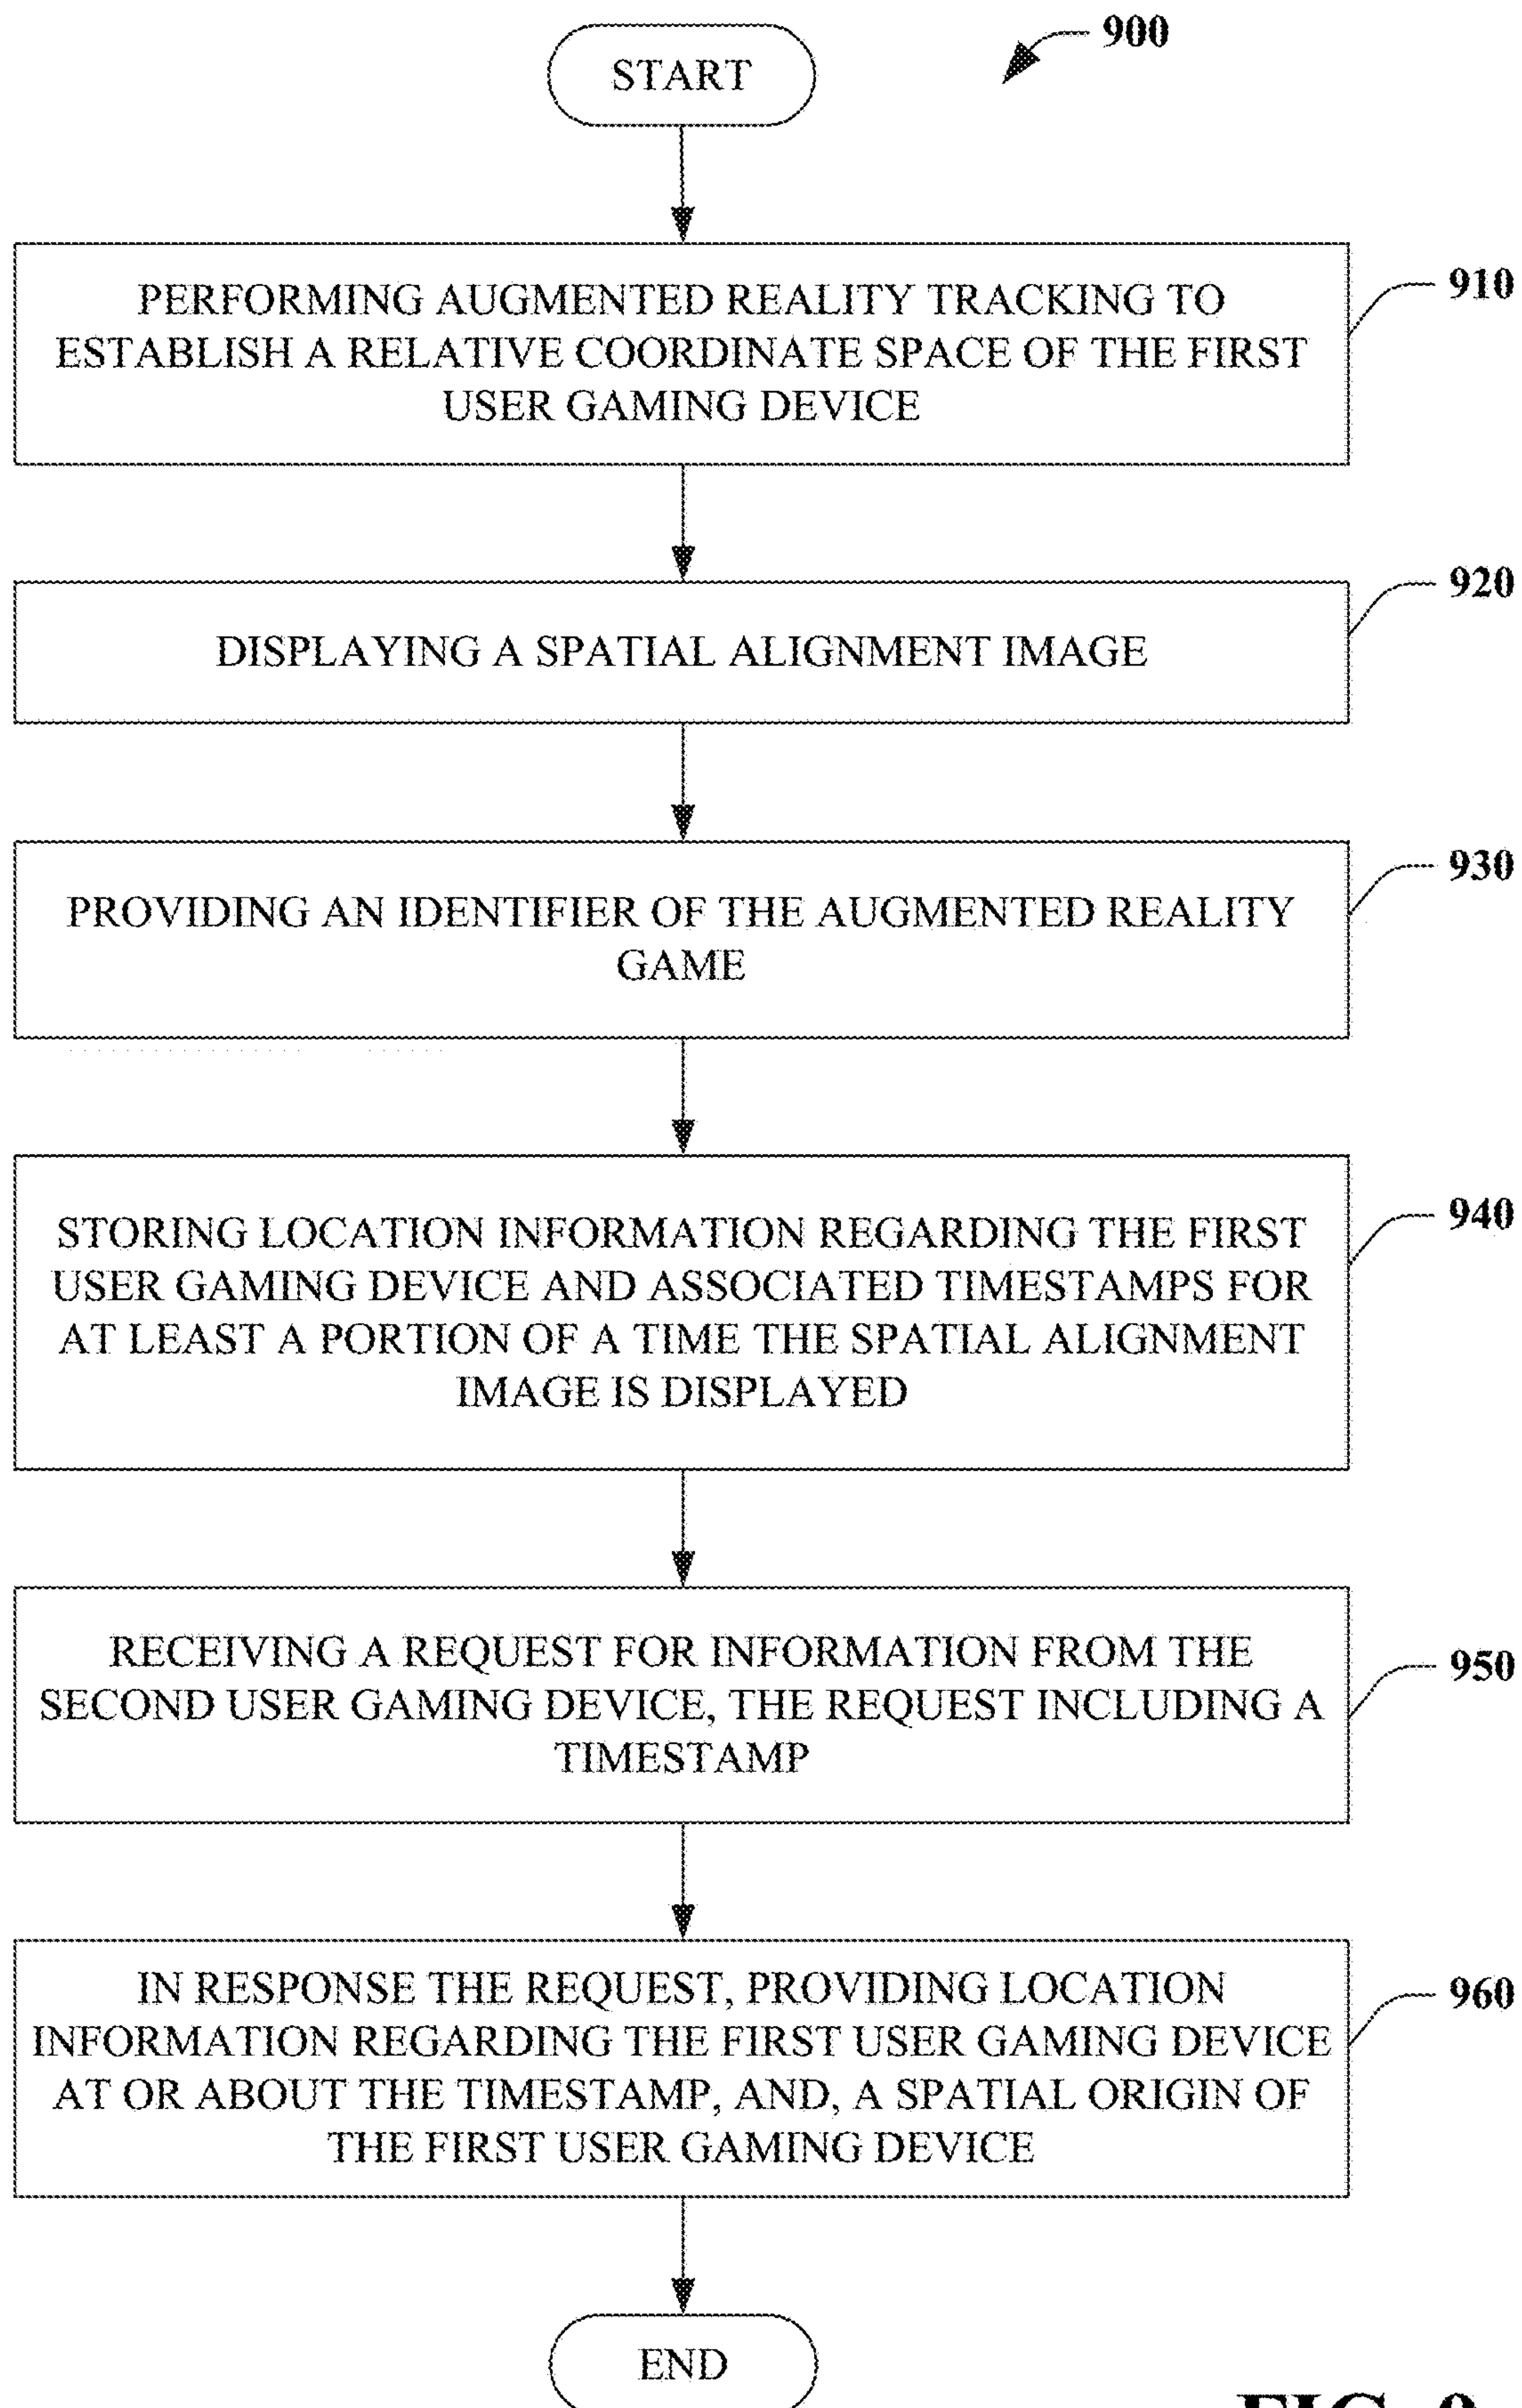 START
900
PERFORMING AUGMENTED REALITY TRACKING TO
ESTABLISH A RELATIVE COORDINATE SPACE OF THE FIRST
USER GAMING DEVICE
910
DISPLAYING A SPATIAL ALIGNMENT IMAGE
920
PROVIDING AN IDENTIFIER OF THE AUGMENTED REALITY
GAME
930
STORING LOCATION INFORMATION REGARDING THE FIRST
USER GAMING DEVICE AND ASSOCIATED TIMESTAMPS FOR
AT LEAST A PORTION OF A TIME THE SPATIAL ALIGNMENT
IMAGE IS DISPLAYED
940
RECEIVING A REQUEST FOR INFORMATION FROM THE
SECOND USER GAMING DEVICE, THE REQUEST INCLUDING A
TIMESTAMP
950
IN RESPONSE THE REQUEST, PROVIDING LOCATION
INFORMATION REGARDING THE FIRST USER GAMING DEVICE
AT OR ABOUT THE TIMESTAMP, AND, A SPATIAL ORIGIN OF
THE FIRST USER GAMING DEVICE
960
END